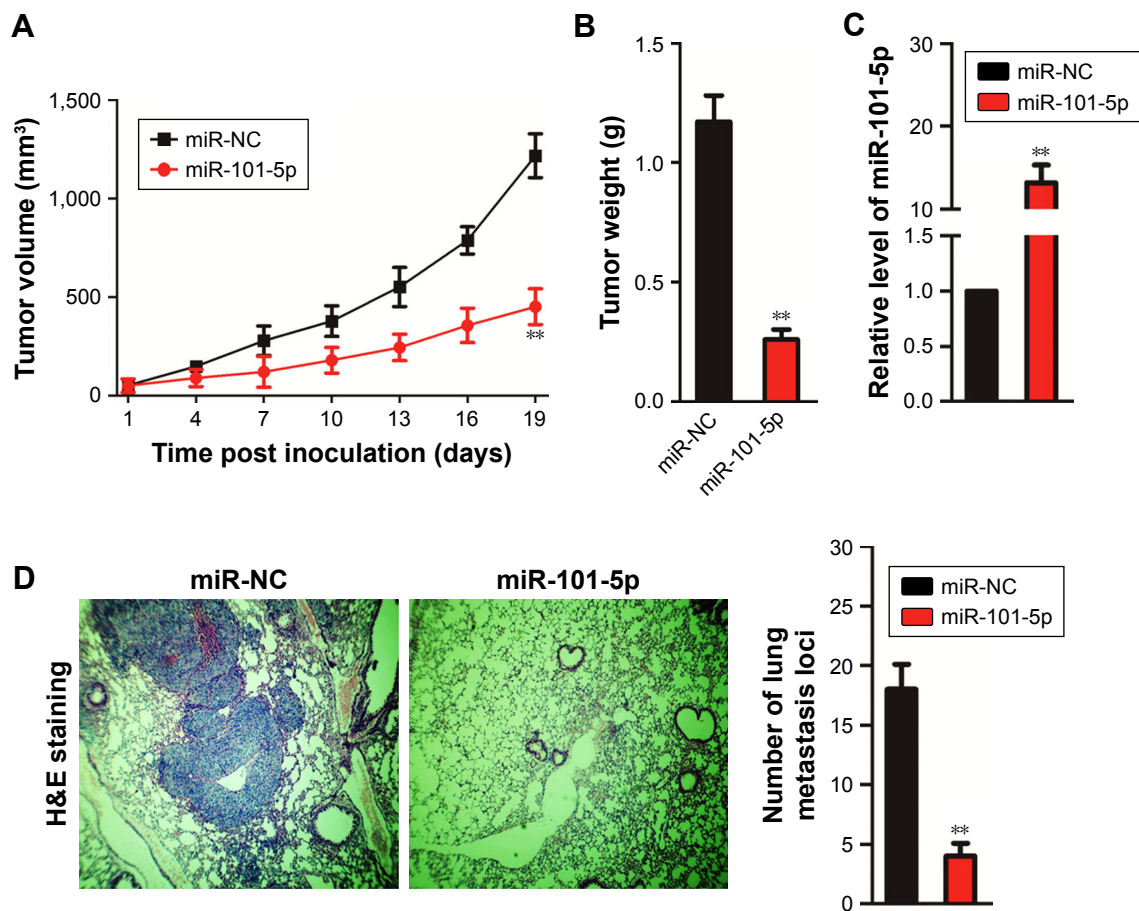 A
Tumor volume (mm³)
1,500
1,000
500
0
miR-NC
miR-101-5p
**
1 4 7 10 13 16 19
Time post inoculation (days)
B
Tumor weight (g)
1.5
1.0
0.5
0.0
**
miR-NC
miR-101-5p
C
Relative level of miR-101-5p
30
20
10
1.5
1.0
0.5
0.0
miR-NC
miR-101-5p
**
D
miR-NC
miR-101-5p
H&E staining
Number of lung
metastasis loci
30
25
20
15
10
5
0
miR-NC
miR-101-5p
**